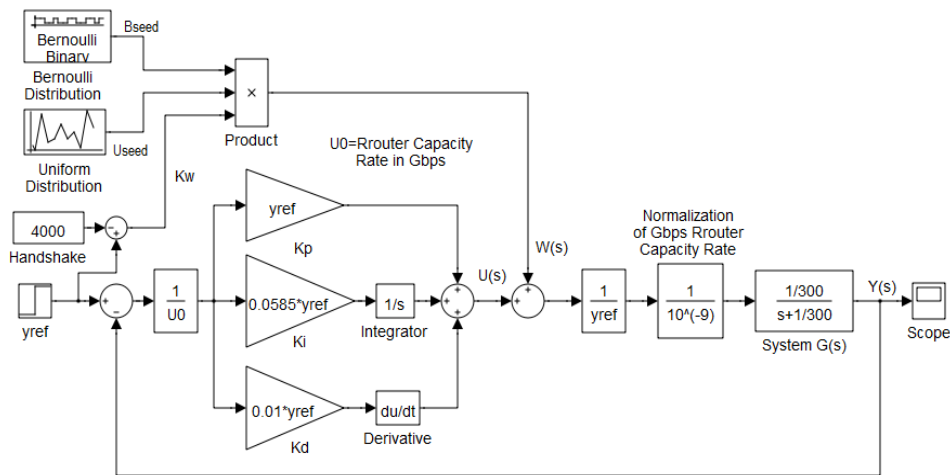 Bernoulli
Binary
Bseed
Bernoulli
Distribution
Useed
Uniform
Distribution
×
Product
Kw
U0=Rrouter Capacity
Rate in Gbps
4000
Handshake
yref
1
U0
yref
Kp
0.0585*yref
Ki
1/s
Integrator
0.01*yref
Kd
du/dt
Derivative
U(s)
W(s)
1
yref
Normalization
of Gbps Rrouter
Capacity Rate
1
10^(-9)
1/300
s+1/300
System G(s)
Y(s)
Scope